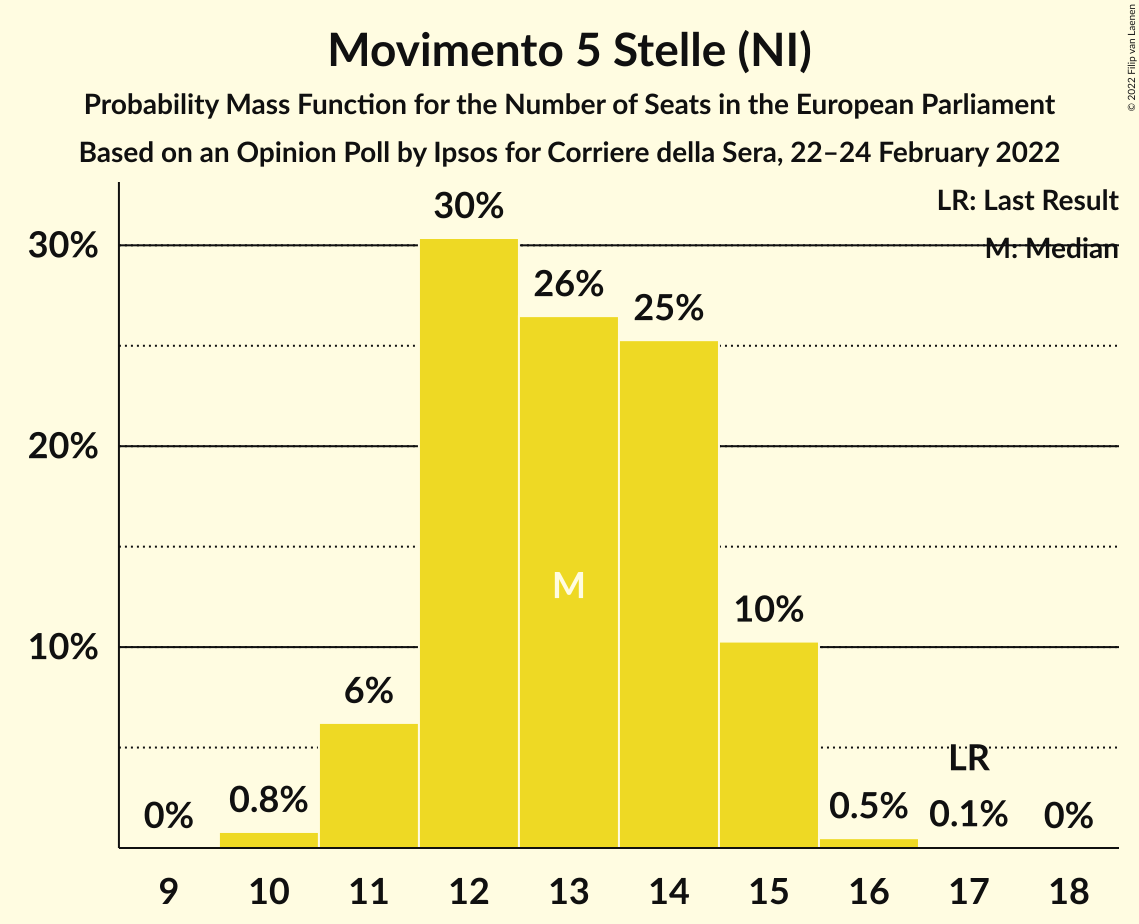 Movimento 5 Stelle (NI)
Probability Mass Function for the Number of Seats in the European Parliament
Based on an Opinion Poll by Ipsos for Corriere della Sera, 22–24 February 2022
© 2022 Filip van Laenen
LR: Last Result
M: Median
30%
20%
10%
0%
0.8%
6%
30%
26%
25%
10%
0.5%
0.1%
0%
M
LR
9 10 11 12 13 14 15 16 17 18